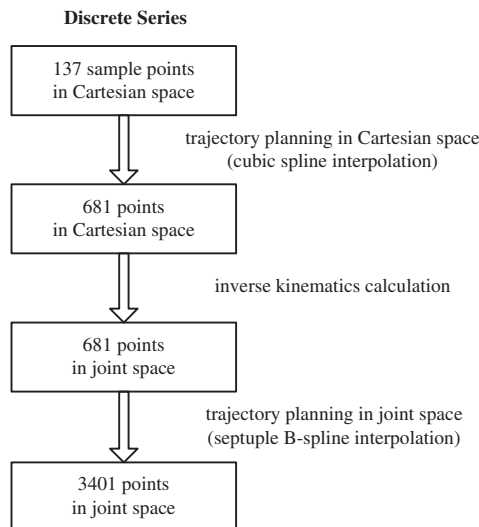 Discrete Series
137 sample points
in Cartesian space
trajectory planning in Cartesian space
(cubic spline interpolation)
681 points
in Cartesian space
inverse kinematics calculation
681 points
in joint space
trajectory planning in joint space
(septuple B-spline interpolation)
3401 points
in joint space